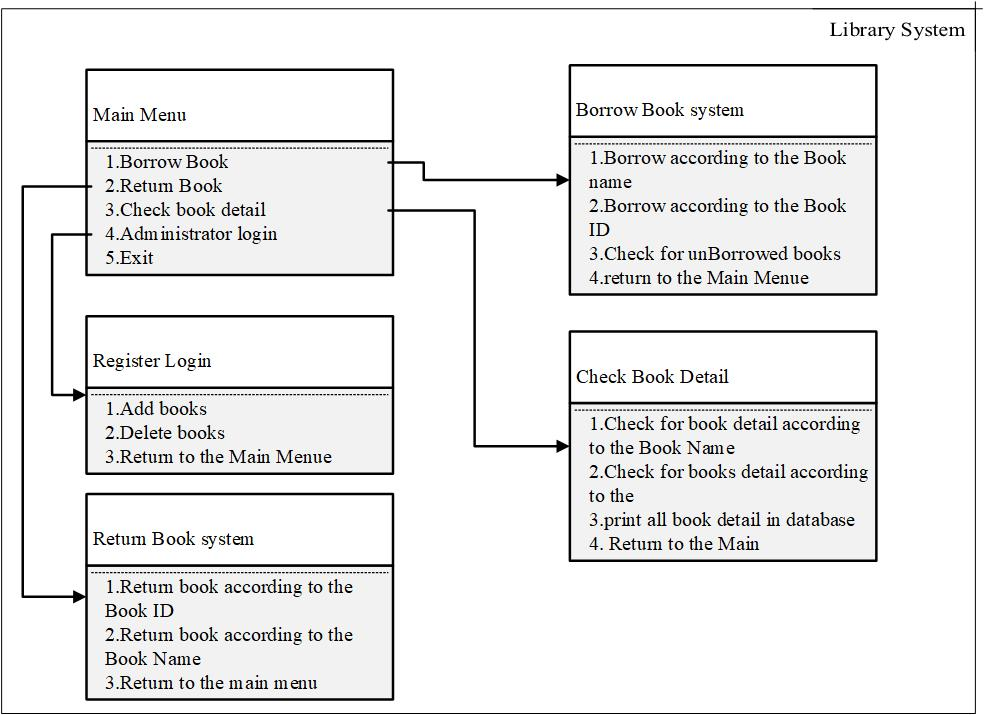 Library System
Main Menu
1.Borrow Book
2.Return Book
3.Check book detail
4.Administrator login
5.Exit
Borrow Book system
1.Borrow according to the Book
name
2.Borrow according to the Book
ID
3.Check for unBorrowed books
4.return to the Main Menue
Register Login
1.Add books
2.Delete books
3.Return to the Main Menue
Check Book Detail
1.Check for book detail according
to the Book Name
2.Check for books detail according
to the
3.print all book detail in database
4. Return to the Main
Return Book system
1.Return book according to the
Book ID
2.Return book according to the
Book Name
3.Return to the main menu